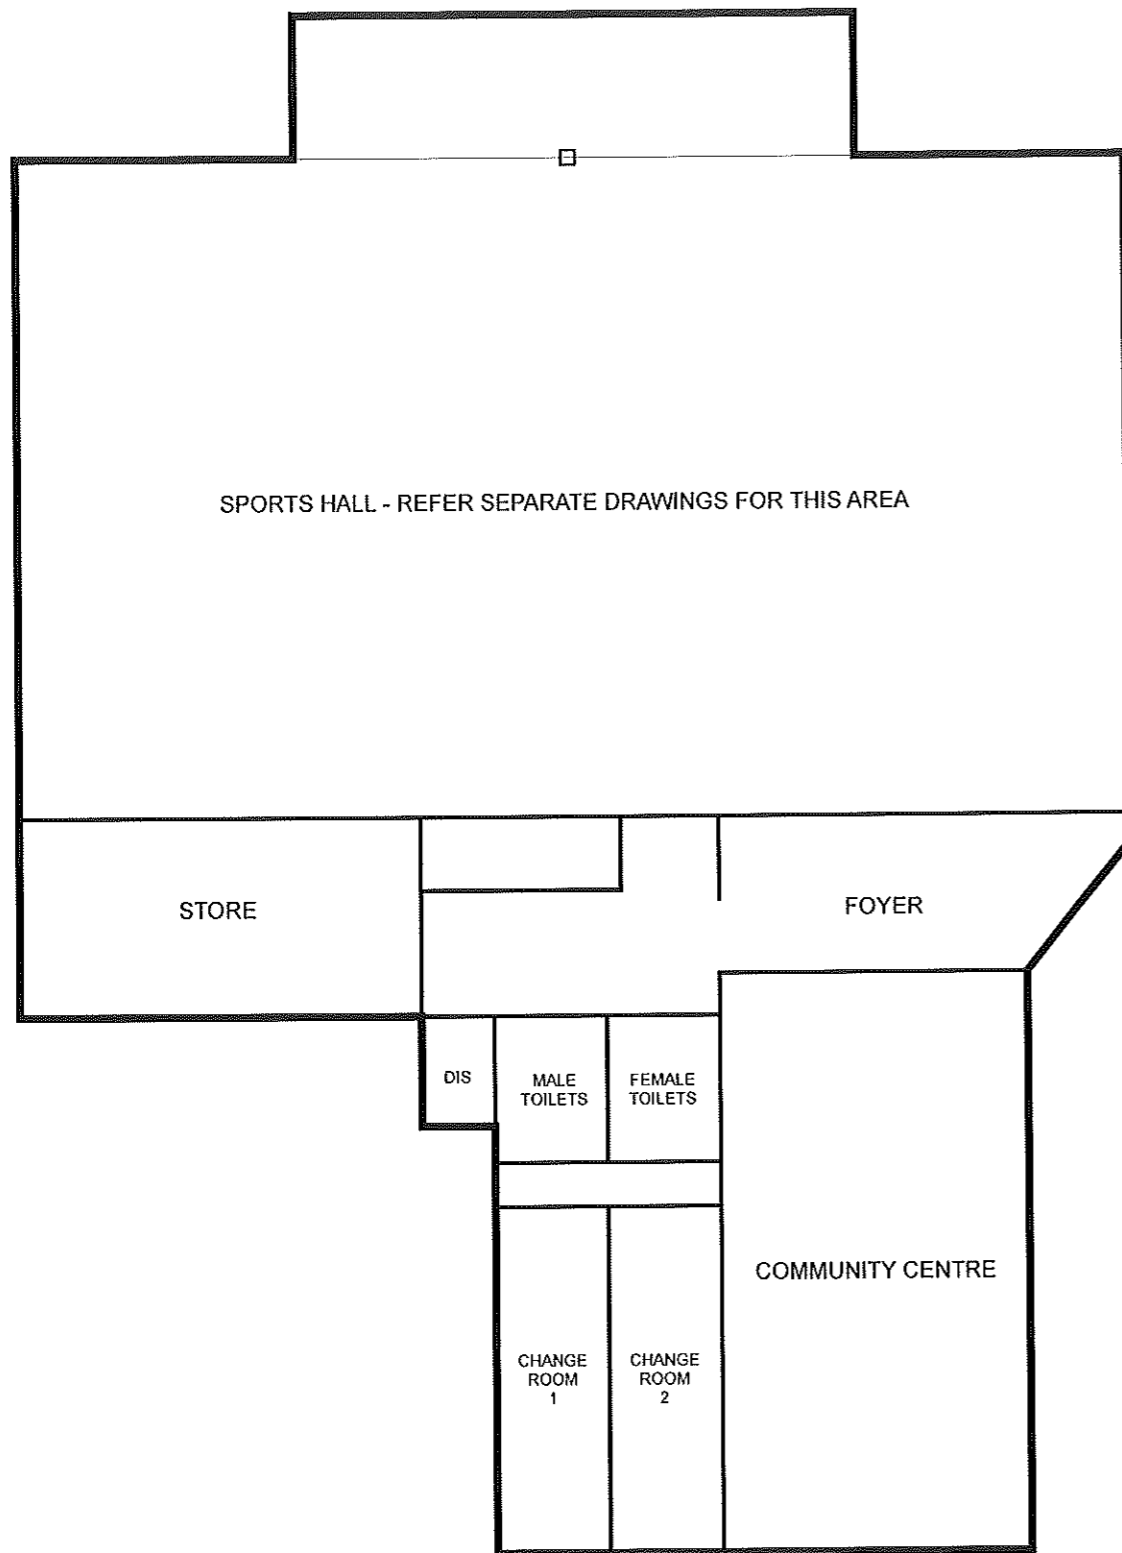 SPORTS HALL - REFER SEPARATE DRAWINGS FOR THIS AREA
STORE
FOYER
DIS
MALE
TOILETS
FEMALE
TOILETS
COMMUNITY CENTRE
CHANGE
ROOM
1
CHANGE
ROOM
2